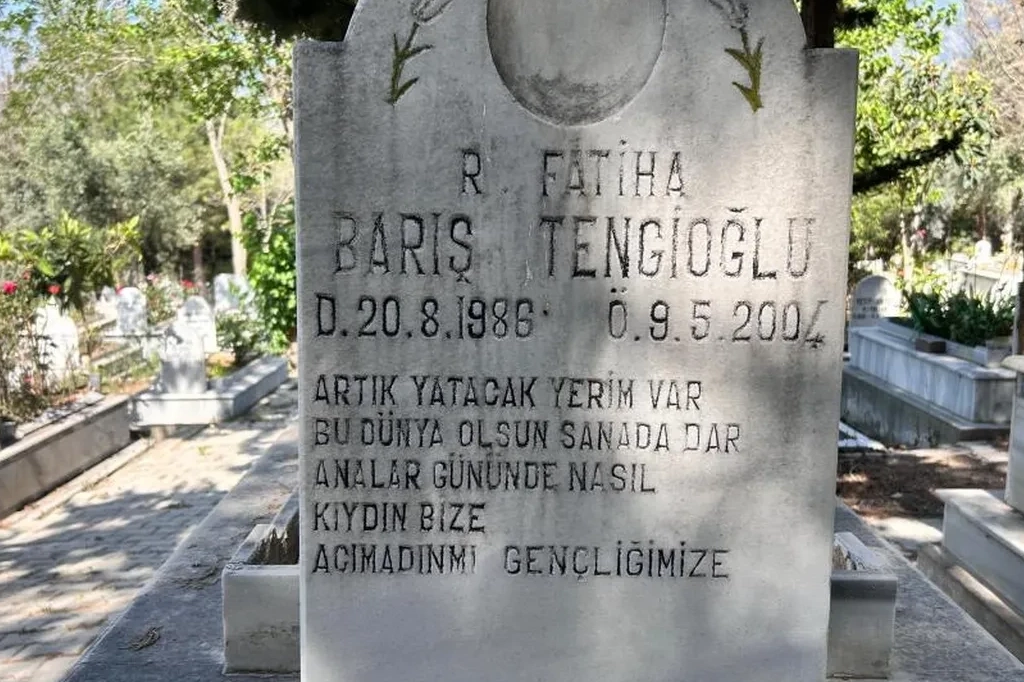 R. FATİHA
BARIŞ TENGİOĞLU
D.20.8.1986 Ö.9.5.2004
ARTIK YATACAK YERİM VAR
BU DÜNYA OLSUN SANADA DAR
ANALAR GÜNÜNDE NASIL
KIYDIN BİZE
ACIMADINMI GENÇLİĞİMİZE